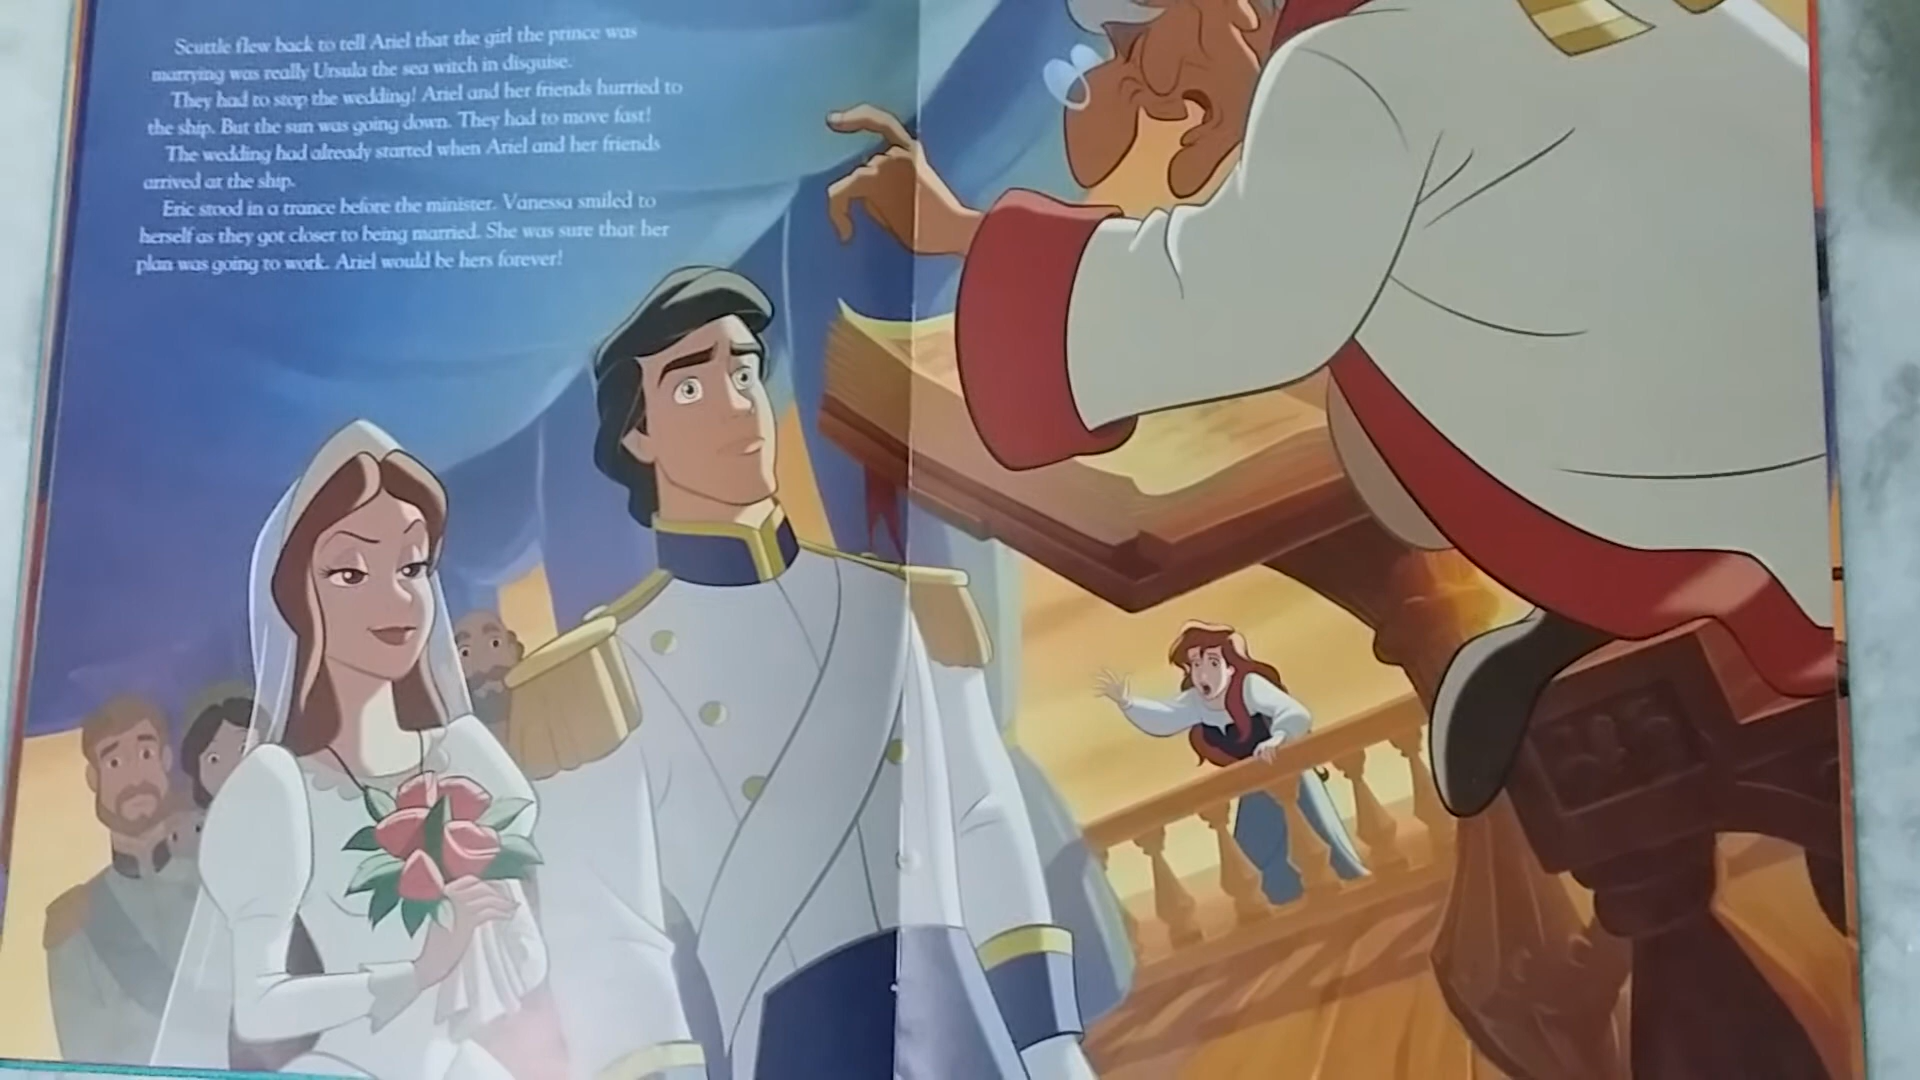 Scuttle flew back to tell Ariel that the girl the prince was
marrying was really Ursula the sea witch in disguise.
They had to stop the wedding! Ariel and her friends hurried to
the ship. But the sun was going down. They had to move fast!
The wedding had already started when Ariel and her friends
arrived at the ship.
Eric stood in a trance before the minister. Vanessa smiled to
herself as they got closer to being married. She was sure that her
plan was going to work. Ariel would be hers forever!